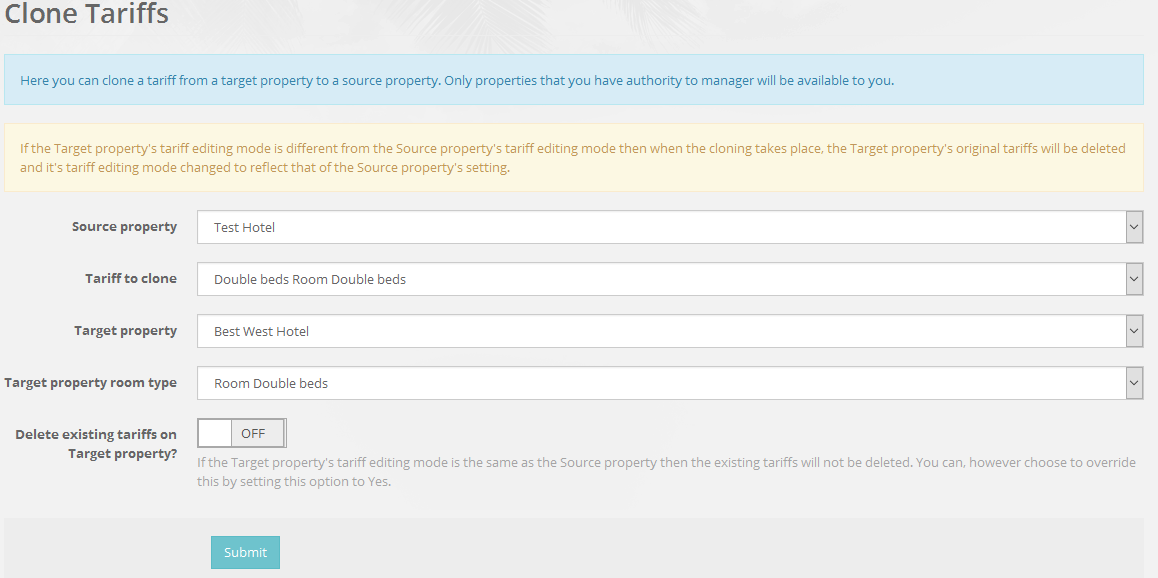 Clone Tariffs
Here you can clone a tariff from a target property to a source property. Only properties that you have authority to manager will be available to you.
If the Target property's tariff editing mode is different from the Source property's tariff editing mode then when the cloning takes place, the Target property's original tariffs will be deleted
and it's tariff editing mode changed to reflect that of the Source property's setting.
Source property
Test Hotel
Tariff to clone
Double beds Room Double beds
Target property
Best West Hotel
Target property room type
Room Double beds
Delete existing tariffs on
Target property?
OFF
If the Target property's tariff editing mode is the same as the Source property then the existing tariffs will not be deleted. You can, however choose to override
this by setting this option to Yes.
Submit